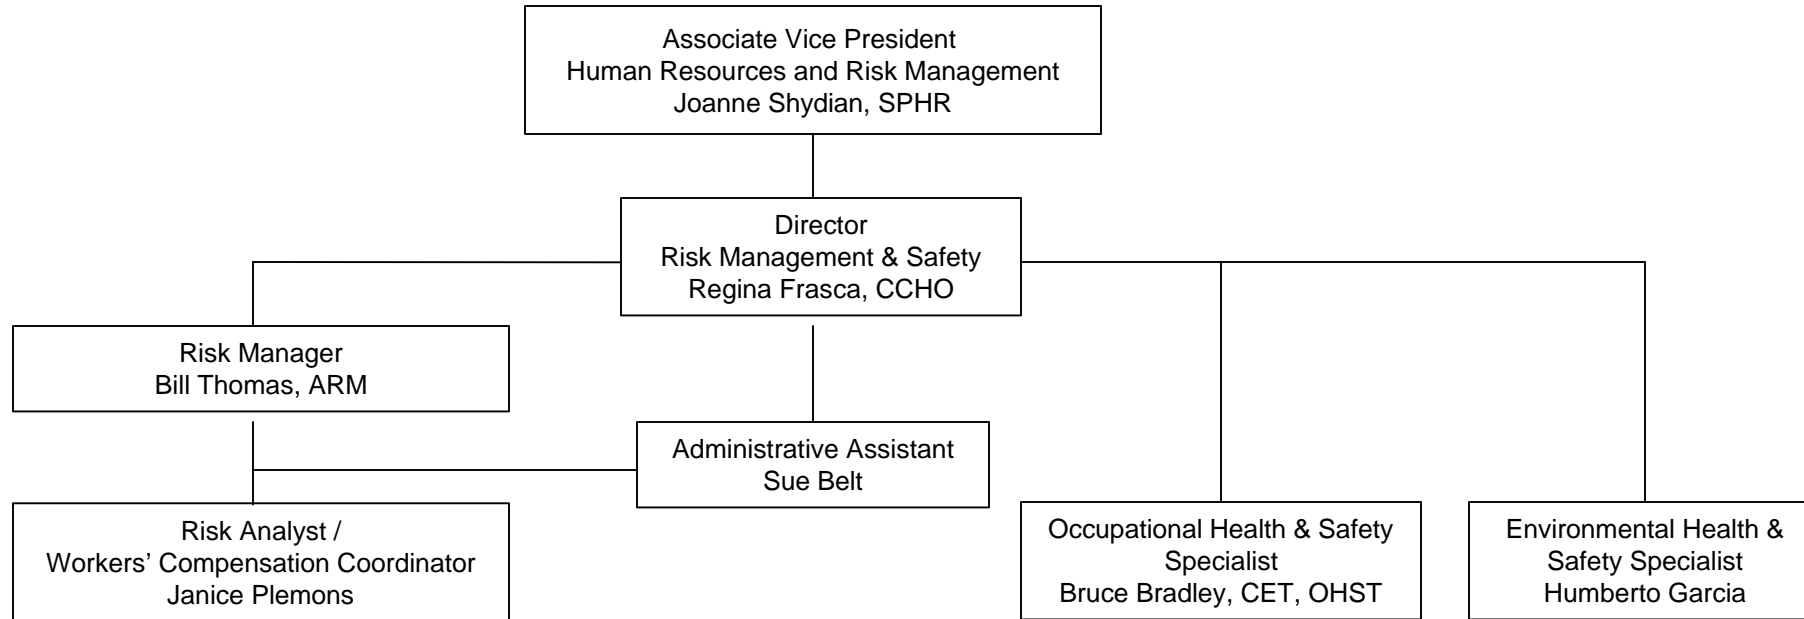 Associate Vice President
Human Resources and Risk Management
Joanne Shydian, SPHR
Director
Risk Management & Safety
Regina Frasca, CCHO
Risk Manager
Bill Thomas, ARM
Administrative Assistant
Sue Belt
Risk Analyst /
Workers’ Compensation Coordinator
Janice Plemons
Occupational Health & Safety
Specialist
Bruce Bradley, CET, OHST
Environmental Health &
Safety Specialist
Humberto Garcia